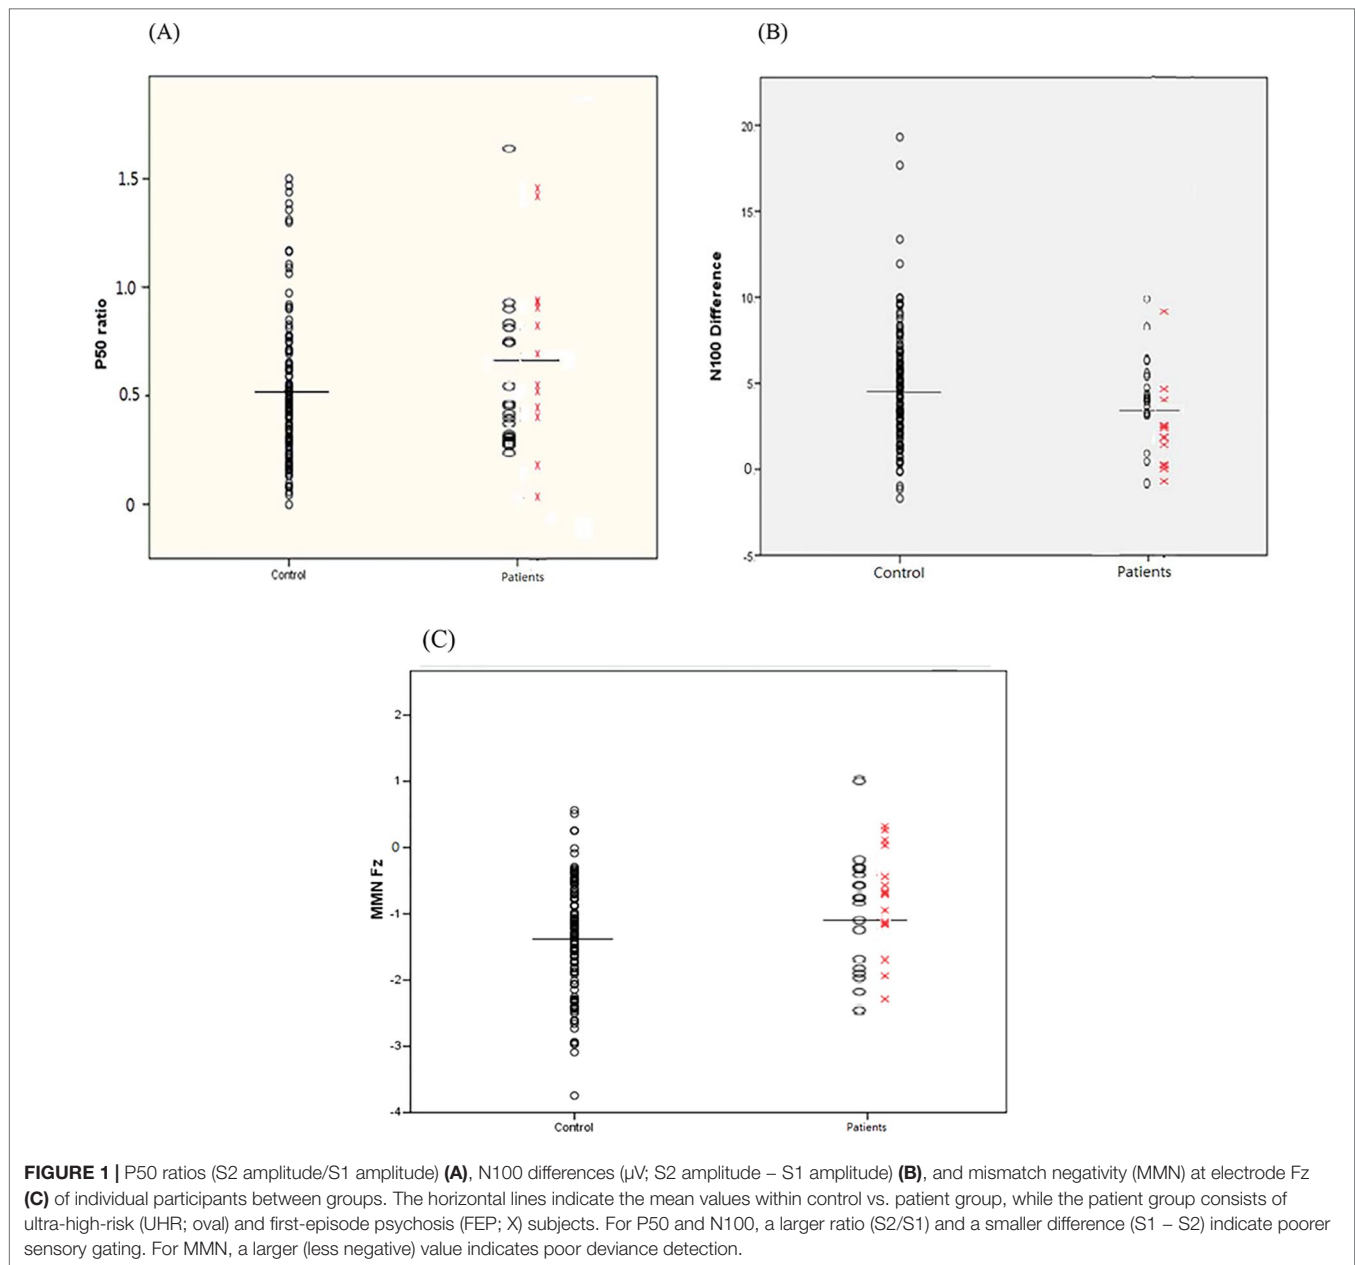 (A)
(B)
1.5
1.0
0.5
0
P50 ratio
Control
Patients
20
15
10
5
0
-5
N100 Difference
Control
Patients
(C)
2
1
0
-1
-2
-3
-4
MMN Fz
Control
Patients
FIGURE 1 | P50 ratios (S2 amplitude/S1 amplitude) (A), N100 differences (μV; S2 amplitude – S1 amplitude) (B), and mismatch negativity (MMN) at electrode Fz
(C) of individual participants between groups. The horizontal lines indicate the mean values within control vs. patient group, while the patient group consists of
ultra-high-risk (UHR; oval) and first-episode psychosis (FEP; X) subjects. For P50 and N100, a larger ratio (S2/S1) and a smaller difference (S1 – S2) indicate poorer
sensory gating. For MMN, a larger (less negative) value indicates poor deviance detection.